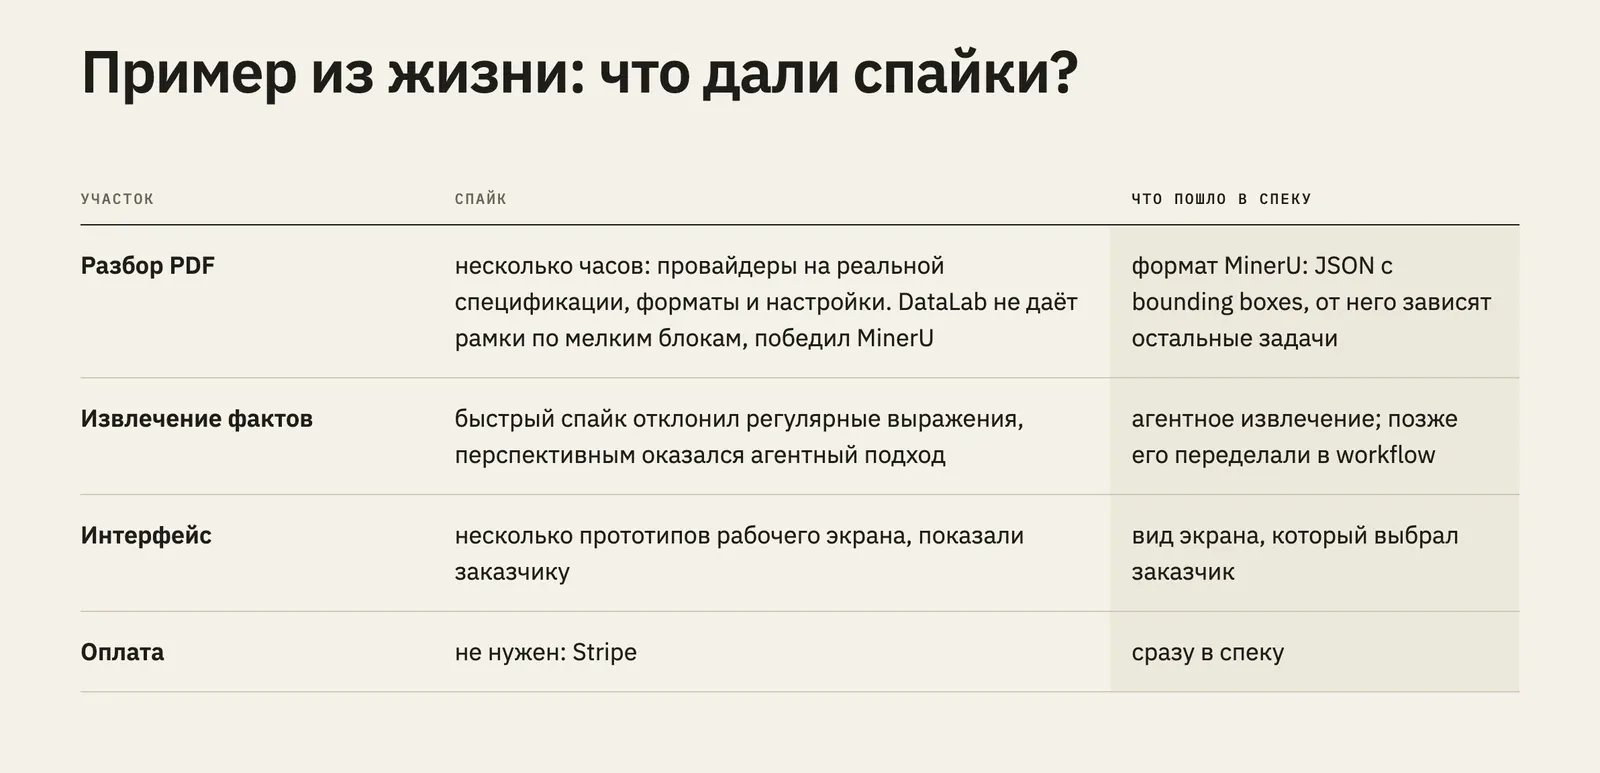 Пример из жизни: что дали спайки?
УЧАСТОК
СПАЙК
ЧТО ПОШЛО В СПЕКУ
Разбор PDF
несколько часов: провайдеры на реальной
спецификации, форматы и настройки. DataLab не даёт
рамки по мелким блокам, победил MinerU
формат MinerU: JSON с
bounding boxes, от него зависят
остальные задачи
Извлечение фактов
быстрый спайк отклонил регулярные выражения,
перспективным оказался агентный подход
агентное извлечение; позже
его переделали в workflow
Интерфейс
несколько прототипов рабочего экрана, показали
заказчику
вид экрана, который выбрал
заказчик
Оплата
не нужен: Stripe
сразу в спеку